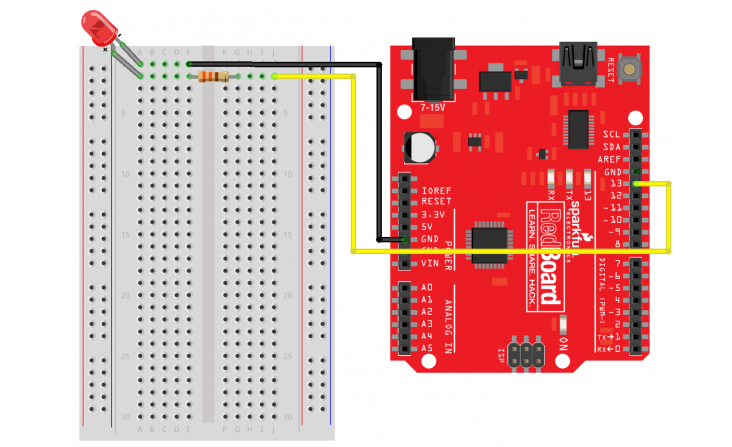 A B C D E F G H I J
5 5
10 10
15 15
20 20
25 25
30 30
A B C D E F G H I J
7-15V
RESET
SCL
SDA
AREF
GND
13
12
~11
~10
~9
8
7
~6
~5
4
~3
2
TX→1
RX←0
DIGITAL (PWM~)
IOREF
RESET
3.3V
5V
GND
GND
VIN
POWER
A0
A1
A2
A3
A4
A5
ANALOG IN
RX
TX
13
sparkfun
ELECTRONICS
RedBoard
LEARN. SHARE. HACK.
ON
ISP